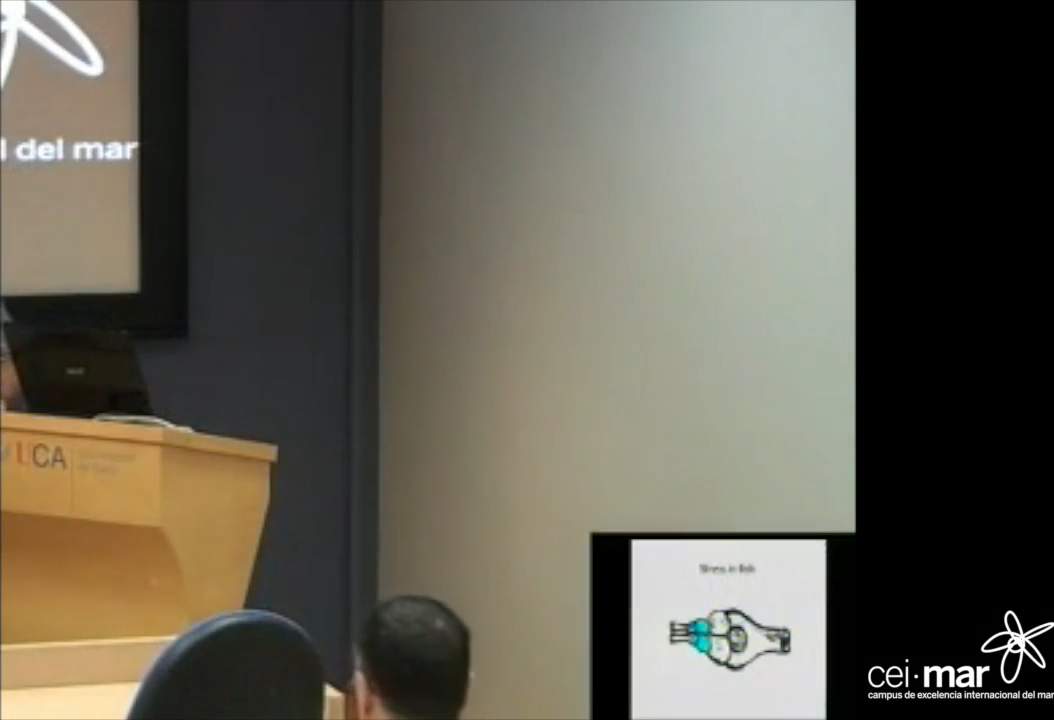 l del mar
UCA
Stress in fish
cei·mar
campus de excelencia internacional del mar